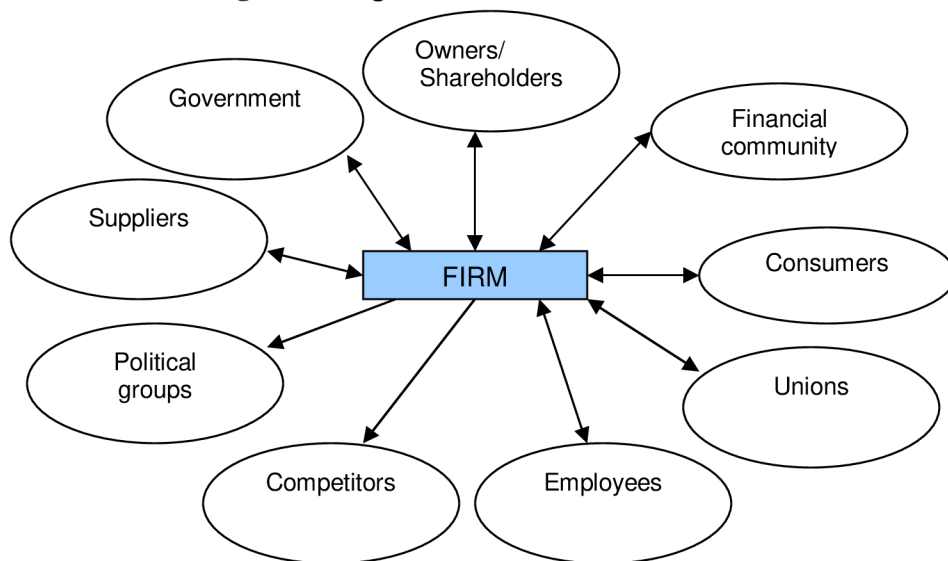 Owners/
Shareholders
Government
Financial
community
Suppliers
FIRM
Consumers
Political
groups
Unions
Competitors
Employees